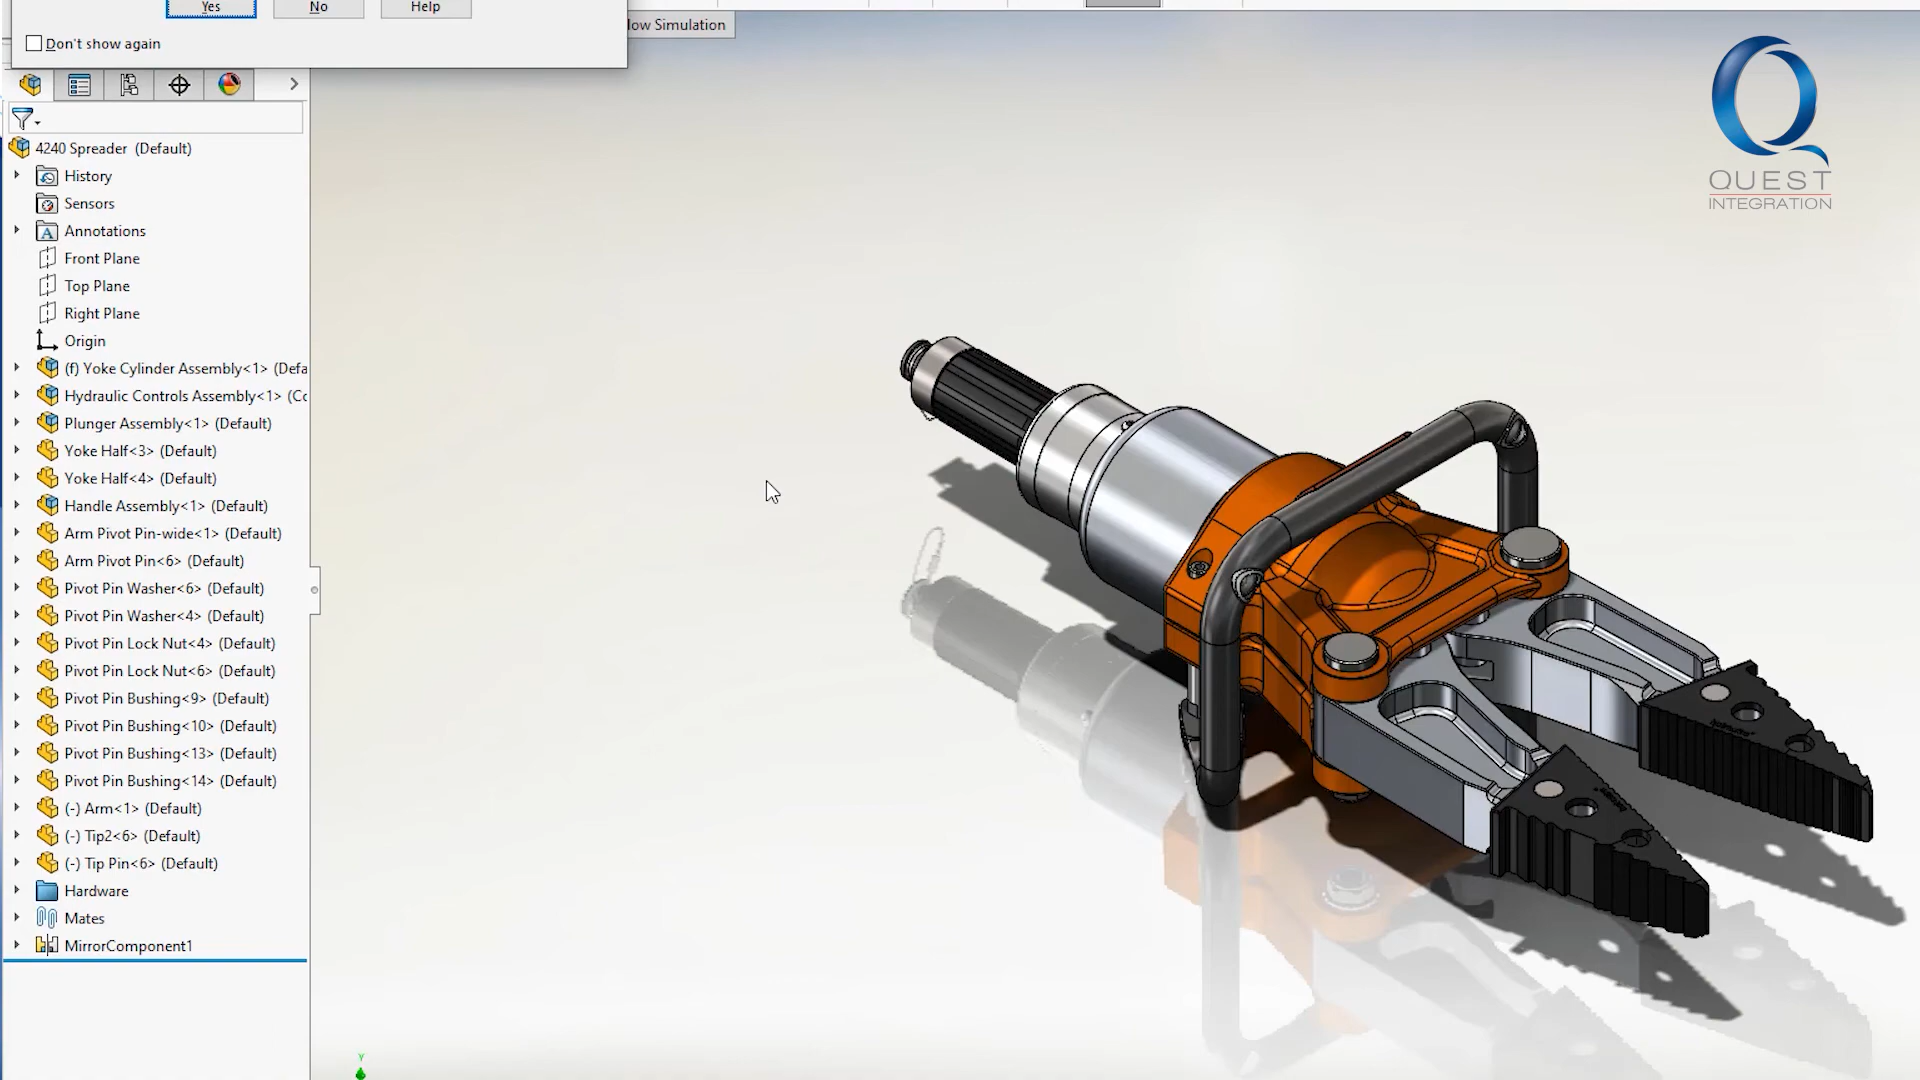 Yes No Help
Don't show again
low Simulation
QUEST
INTEGRATION
4240 Spreader (Default)
History
Sensors
A Annotations
Front Plane
Top Plane
Right Plane
Origin
(f) Yoke Cylinder Assembly<1> (Defa
Hydraulic Controls Assembly<1> (Co
Plunger Assembly<1> (Default)
Yoke Half<3> (Default)
Yoke Half<4> (Default)
Handle Assembly<1> (Default)
Arm Pivot Pin-wide<1> (Default)
Arm Pivot Pin<6> (Default)
Pivot Pin Washer<6> (Default)
Pivot Pin Washer<4> (Default)
Pivot Pin Lock Nut<4> (Default)
Pivot Pin Lock Nut<6> (Default)
Pivot Pin Bushing<9> (Default)
Pivot Pin Bushing<10> (Default)
Pivot Pin Bushing<13> (Default)
Pivot Pin Bushing<14> (Default)
(-) Arm<1> (Default)
(-) Tip2<6> (Default)
(-) Tip Pin<6> (Default)
Hardware
Mates
MirrorComponent1
Y